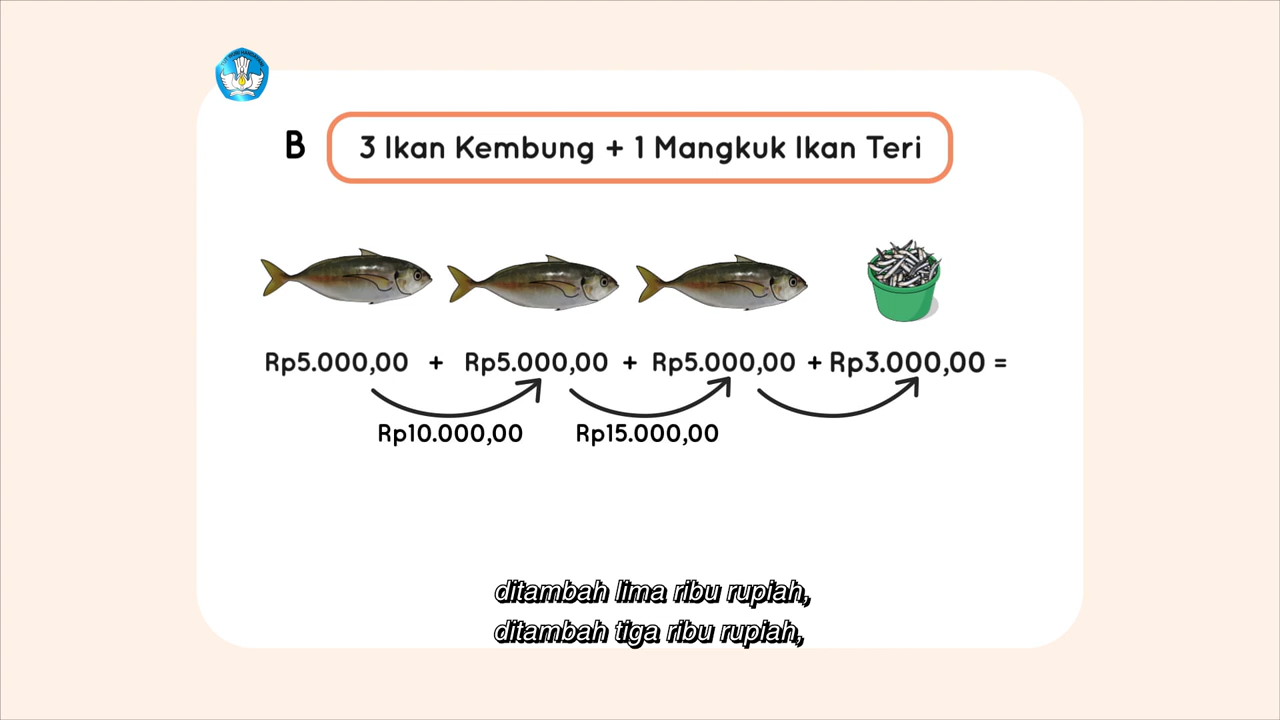 B 3 Ikan Kembung + 1 Mangkuk Ikan Teri
Rp5.000,00 + Rp5.000,00 + Rp5.000,00 + Rp3.000,00 =
Rp10.000,00 Rp15.000,00
ditambah lima ribu rupiah,
ditambah tiga ribu rupiah,